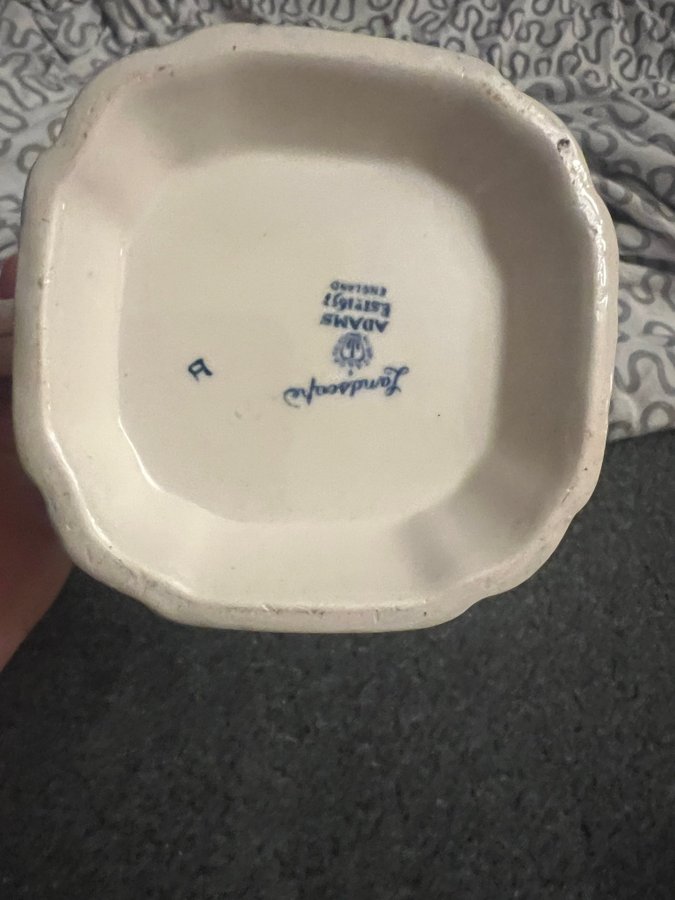 Landscape
ADAMS
ESTD 1657
ENGLAND
D